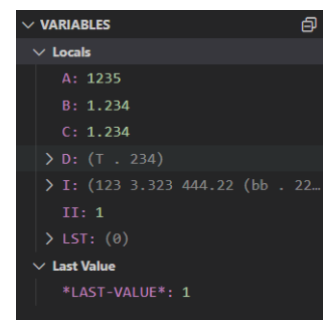 VARIABLES
Locals
A: 1235
B: 1.234
C: 1.234
D: (T . 234)
I: (123 3.323 444.22 (bb . 22...
II: 1
LST: (0)
Last Value
*LAST-VALUE*: 1